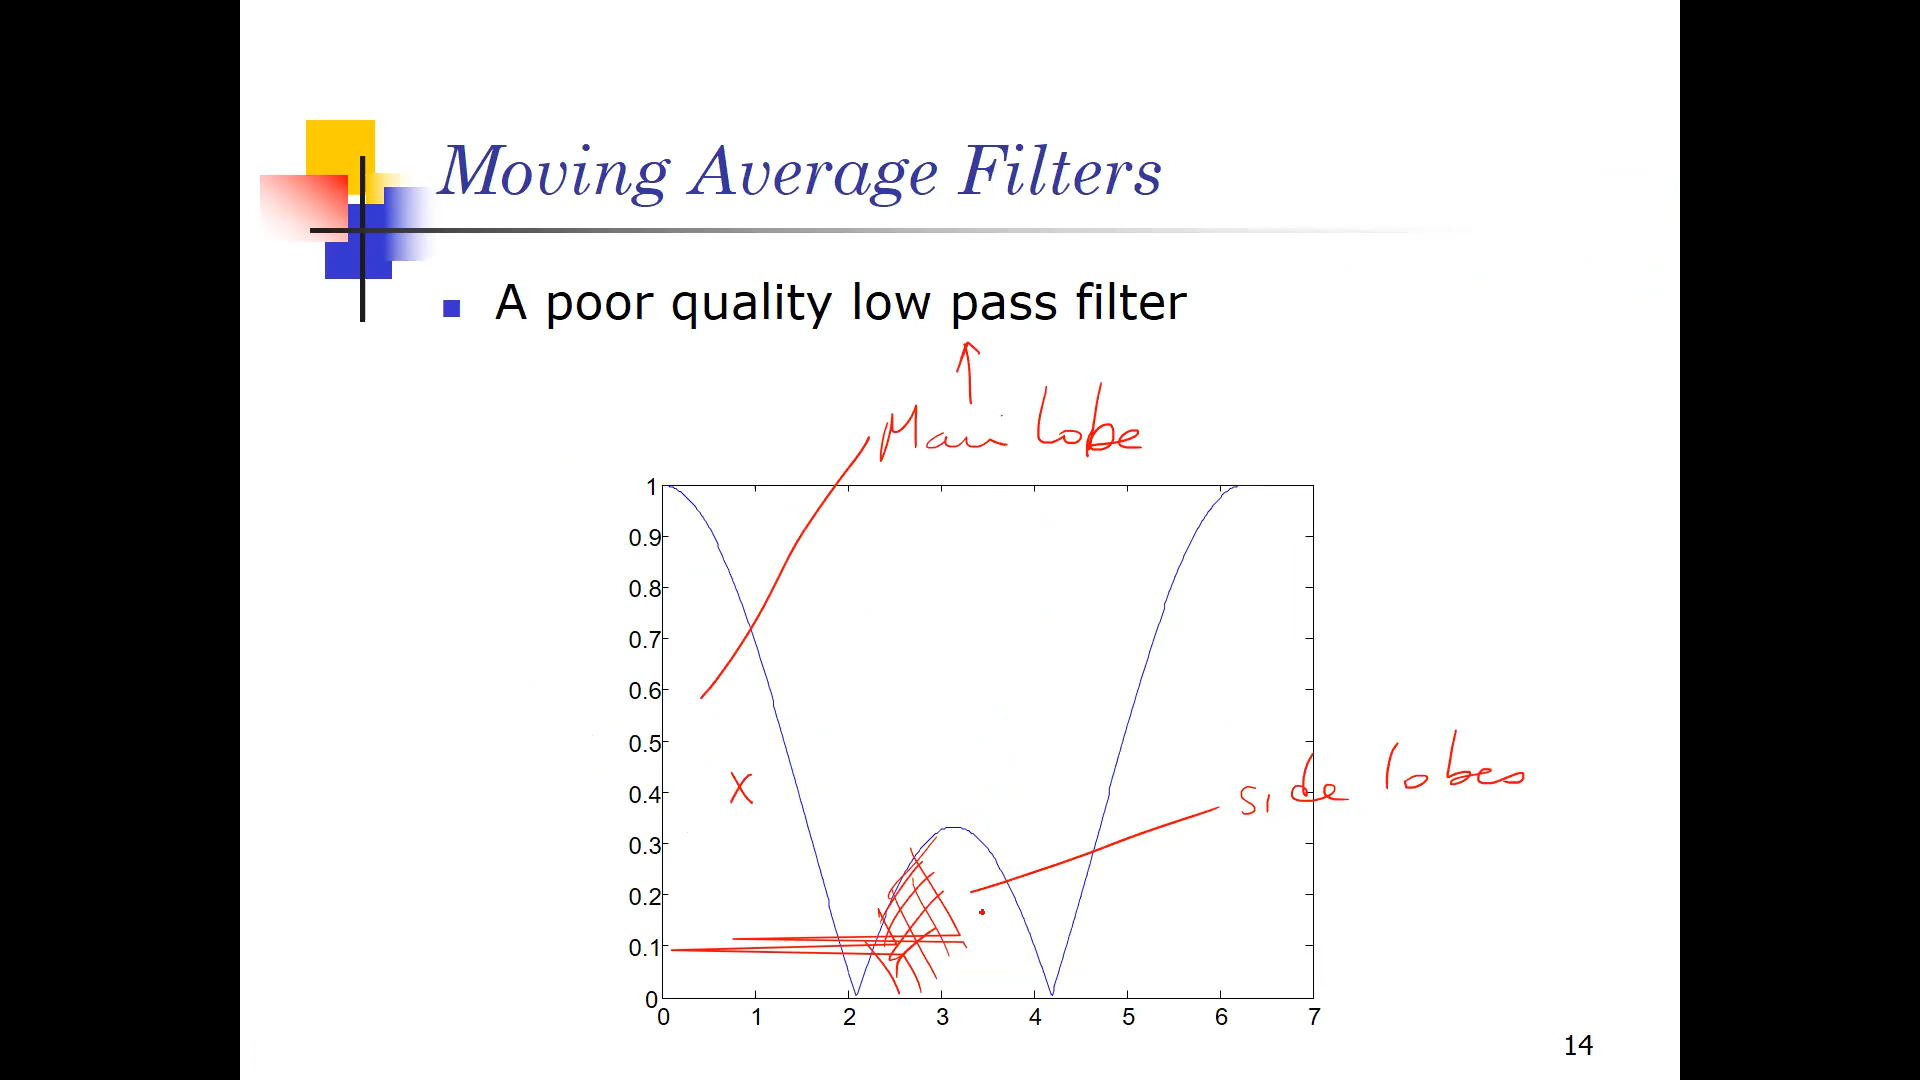 Moving Average Filters
A poor quality low pass filter
Main Lobe
1
0.9
0.8
0.7
0.6
0.5
0.4
0.3
0.2
0.1
0
X
side lobes
0 1 2 3 4 5 6 7
14